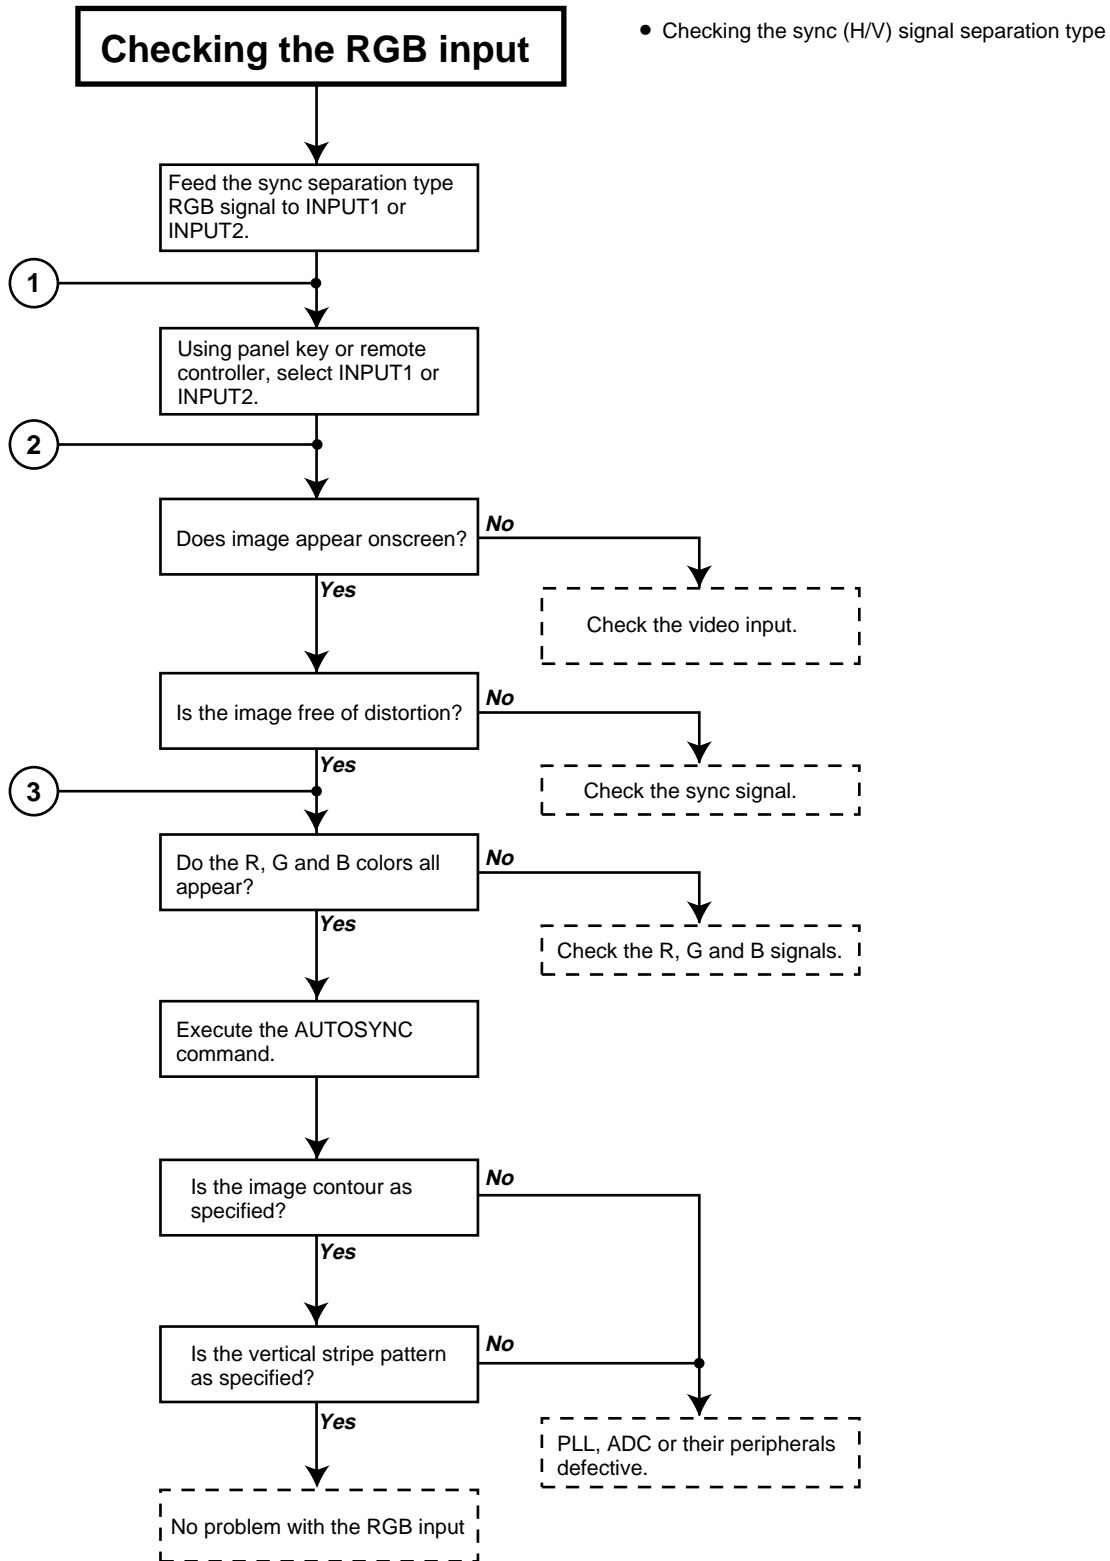 Checking the RGB input
● Checking the sync (H/V) signal separation type
Feed the sync separation type
RGB signal to INPUT1 or
INPUT2.
1
Using panel key or remote
controller, select INPUT1 or
INPUT2.
2
Does image appear onscreen?
No
Yes
Check the video input.
Is the image free of distortion?
No
Yes
Check the sync signal.
3
Do the R, G and B colors all
appear?
No
Yes
Check the R, G and B signals.
Execute the AUTOSYNC
command.
Is the image contour as
specified?
No
Yes
Is the vertical stripe pattern
as specified?
No
Yes
PLL, ADC or their peripherals
defective.
No problem with the RGB input